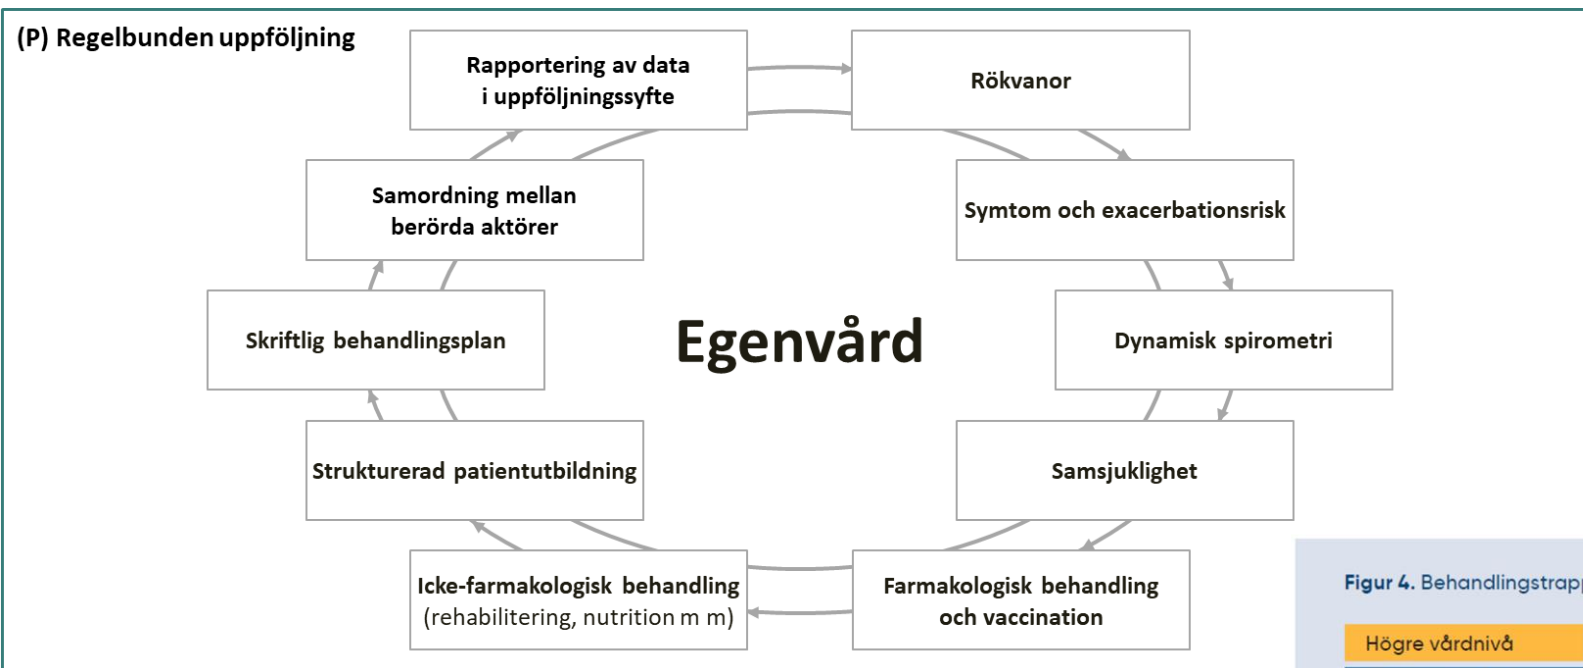 (P) Regelbunden uppföljning
Rapportering av data
i uppföljningssyfte
Rökvanor
Symtom och exacerbationsrisk
Dynamisk spirometri
Samsjuklighet
Farmakologisk behandling
och vaccination
Icke-farmakologisk behandling
(rehabilitering, nutrition m m)
Strukturerad patientutbildning
Skriftlig behandlingsplan
Samordning mellan
berörda aktörer
Egenvård
Figur 4. Behandlingstrapp
Högre vårdnivå